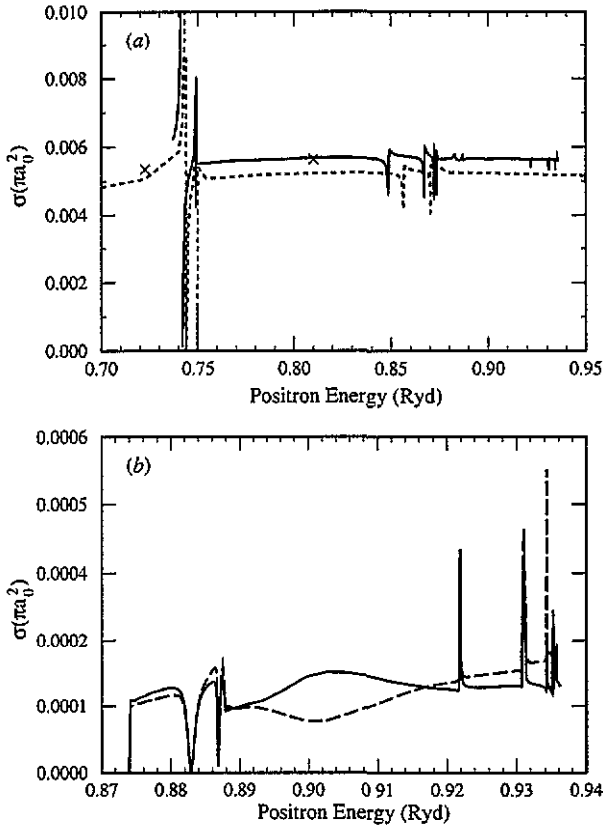 0.010
(a)
0.008
0.006
σ(πa₀²)
0.004
0.002
0.000
0.70 0.75 0.80 0.85 0.90 0.95
Positron Energy (Ryd)
0.0006
(b)
0.0005
0.0004
σ(πa₀²)
0.0002
0.0001
0.0000
0.87 0.88 0.89 0.90 0.91 0.92 0.93 0.94
Positron Energy (Ryd)